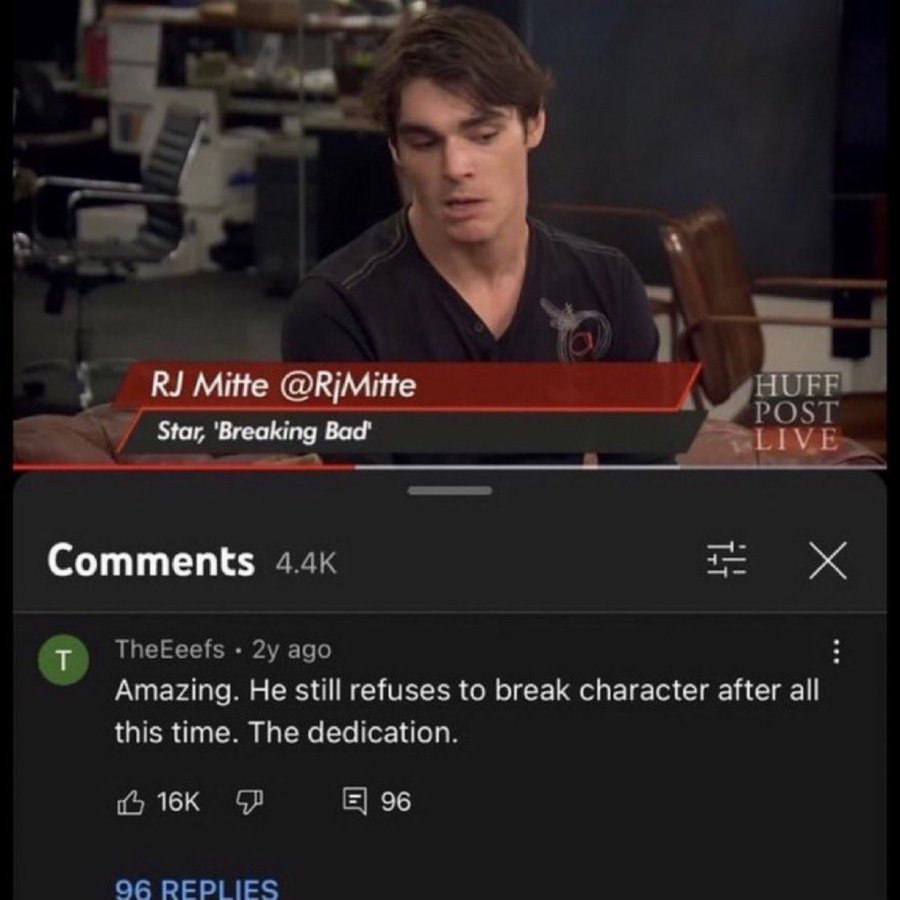 RJ Mitte @RjMitte
Star, 'Breaking Bad'
HUFF
POST
LIVE
Comments 4.4K
T
TheEeefs • 2y ago
Amazing. He still refuses to break character after all
this time. The dedication.
16K
96
96 REPLIES